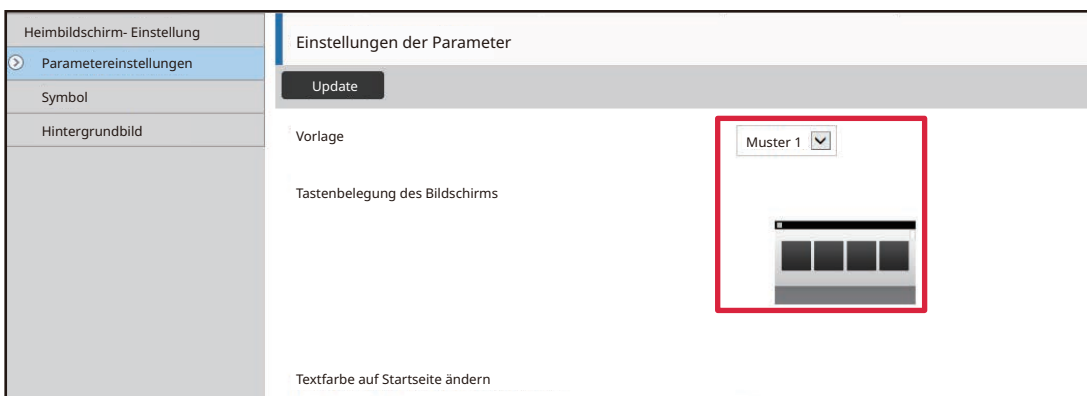 Heimbildschirm- Einstellung
Parametereinstellungen
Symbol
Hintergrundbild
Einstellungen der Parameter
Update
Vorlage
Muster 1
Tastenbelegung des Bildschirms
Textfarbe auf Startseite ändern